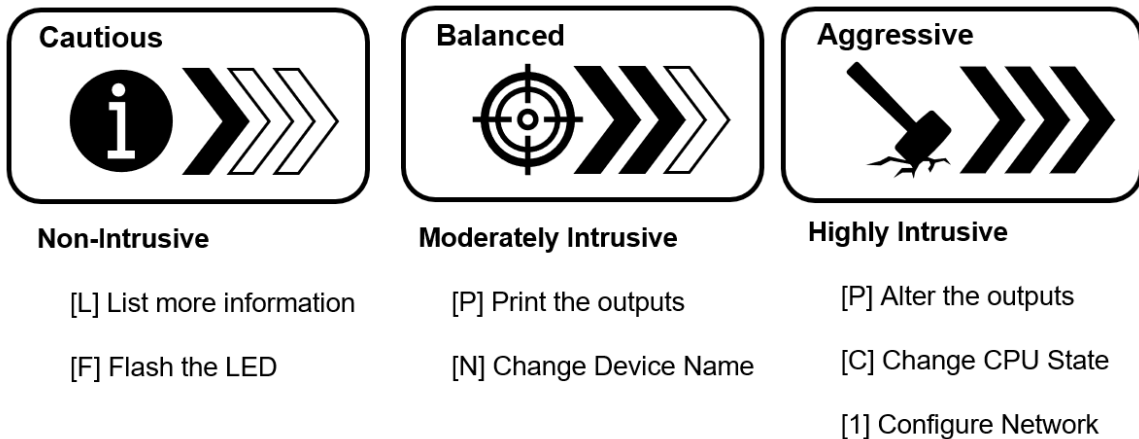 Cautious
Balanced
Aggressive
Non-Intrusive
[L] List more information
[F] Flash the LED
Moderately Intrusive
[P] Print the outputs
[N] Change Device Name
Highly Intrusive
[P] Alter the outputs
[C] Change CPU State
[1] Configure Network